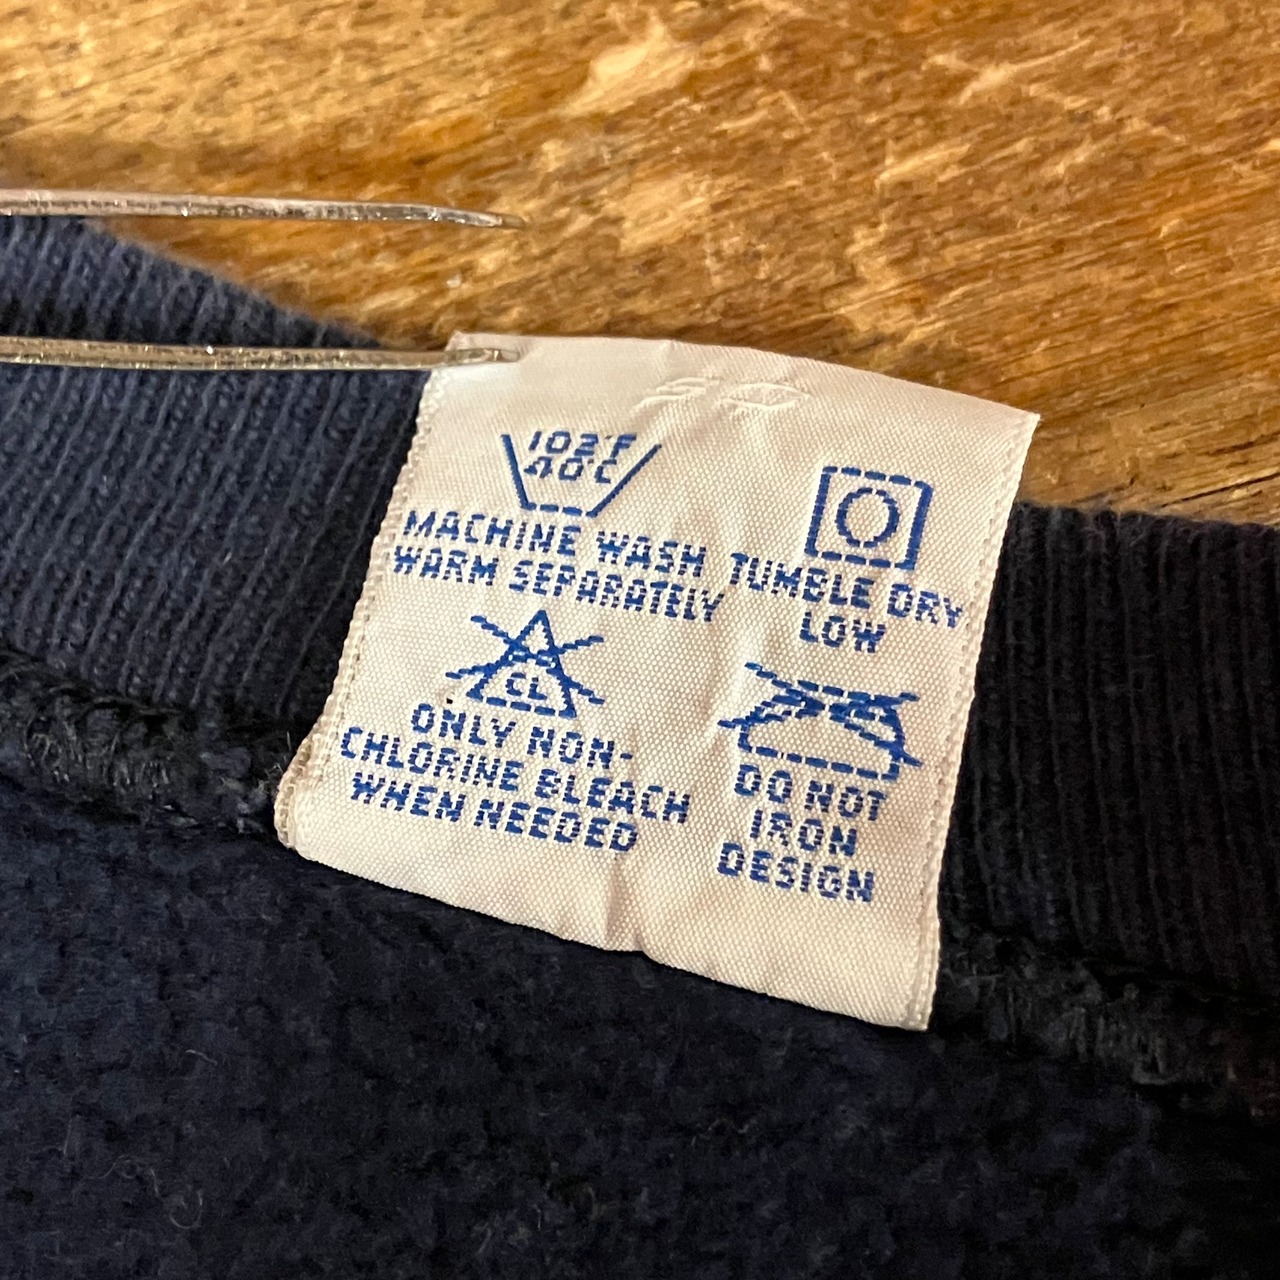 102°F
40°C
MACHINE WASH
WARM SEPARATELY
TUMBLE DRY
LOW
CL
ONLY NON-
CHLORINE BLEACH
WHEN NEEDED
DO NOT
IRON
DESIGN